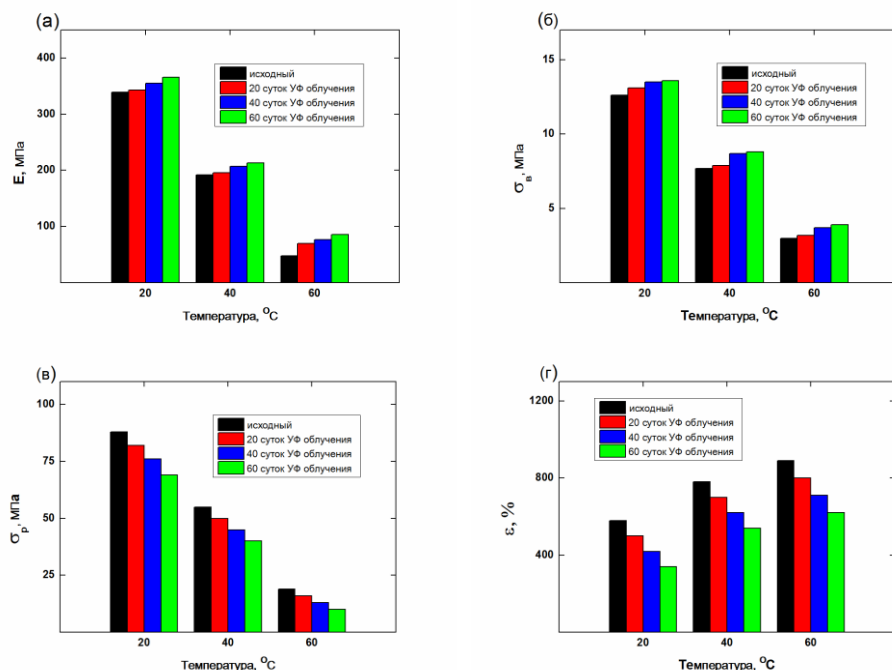 (а)
E, МПа
400
300
200
100
исходный
20 суток УФ облучения
40 суток УФ облучения
60 суток УФ облучения
20 40 60
Температура, °C
(б)
σв, МПа
15
10
5
исходный
20 суток УФ облучения
40 суток УФ облучения
60 суток УФ облучения
20 40 60
Температура, °C
(в)
σр, МПа
100
75
50
25
исходный
20 суток УФ облучения
40 суток УФ облучения
60 суток УФ облучения
20 40 60
Температура, °C
(г)
ε, %
1200
800
400
исходный
20 суток УФ облучения
40 суток УФ облучения
60 суток УФ облучения
20 40 60
Температура, °C